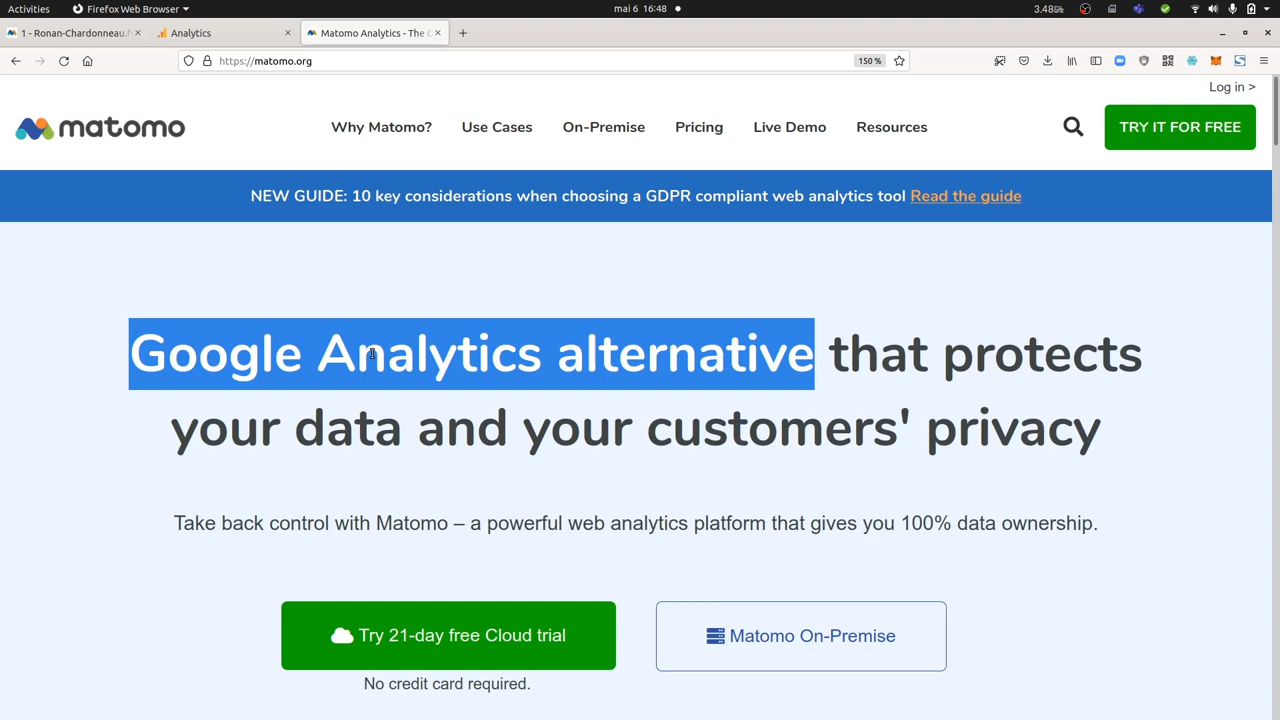 Activities
Firefox Web Browser
mai 6 16:48
3.48GiB
1 - Ronan-Chardonneau.
Analytics
Matomo Analytics - The
https://matomo.org
150 %
Log in >
matomo
Why Matomo?
Use Cases
On-Premise
Pricing
Live Demo
Resources
TRY IT FOR FREE
NEW GUIDE: 10 key considerations when choosing a GDPR compliant web analytics tool Read the guide
Google Analytics alternative that protects
your data and your customers' privacy
Take back control with Matomo – a powerful web analytics platform that gives you 100% data ownership.
Try 21-day free Cloud trial
Matomo On-Premise
No credit card required.